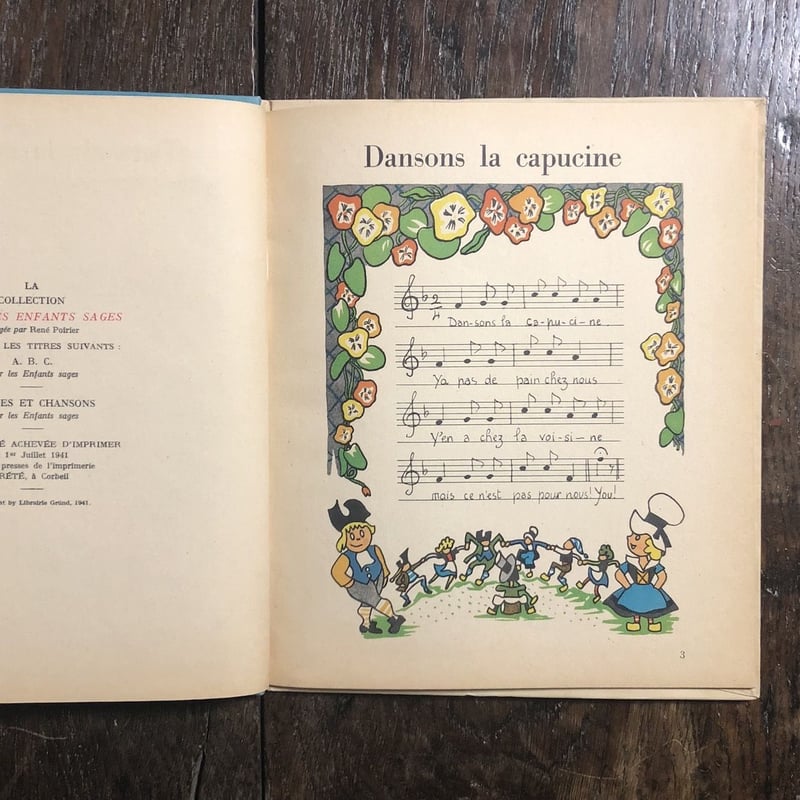 LA
COLLECTION
ENFANTS SAGES
par René Poirier
LES TITRES SUIVANTS :
A. B. C.
les Enfants sages
ET CHANSONS
les Enfants sages
ACHEVÉE D'IMPRIMER
1er Juillet 1941
presses de l'imprimerie
à Corbeil
by Librairie Gründ, 1941.
Dansons la capucine
2
4
Dan-sons la ca-pu-ci-ne
Ya pas de pain chez nous
Y'en a chez la voi-si-ne
mais ce n'est pas pour nous! You!
3